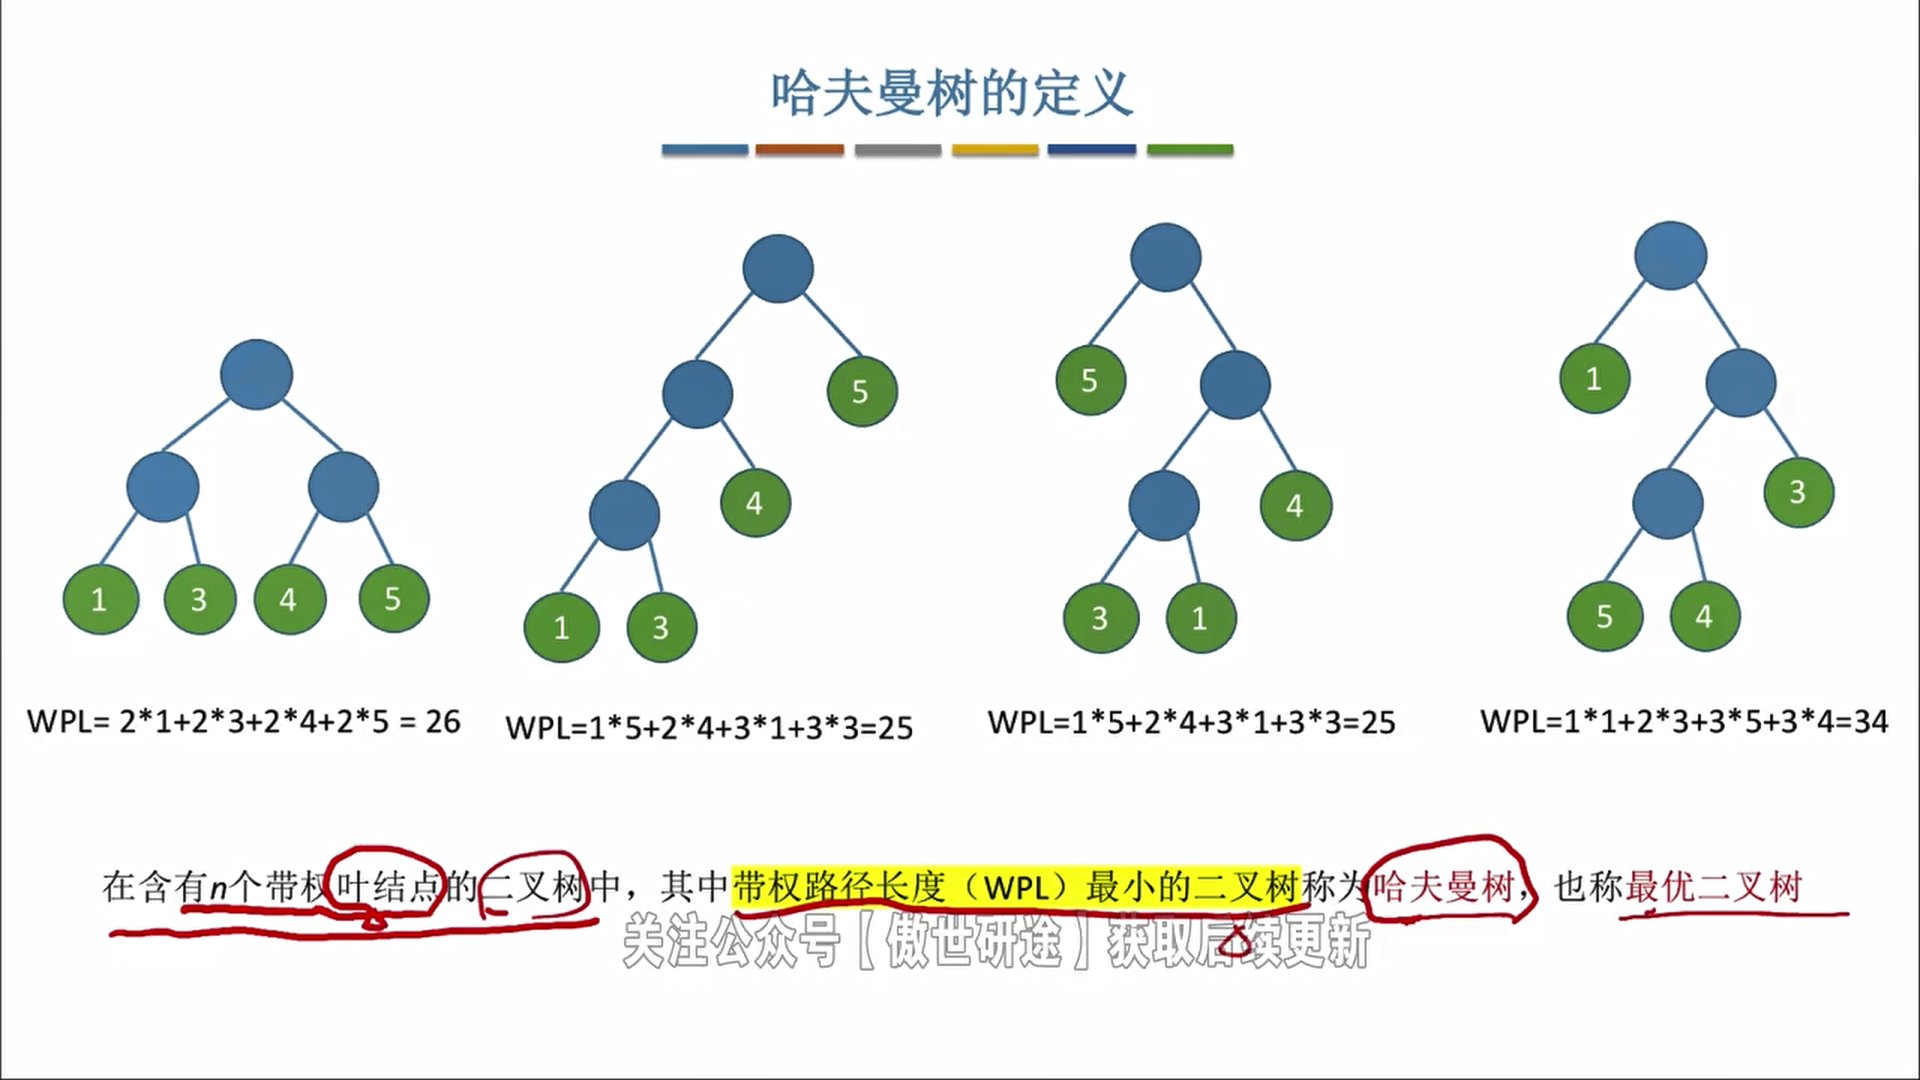 哈夫曼树的定义
5
5
1
4
4
3
1 3 4 5
1 3
3 1
5 4
WPL= 2*1+2*3+2*4+2*5 = 26
WPL=1*5+2*4+3*1+3*3=25
WPL=1*5+2*4+3*1+3*3=25
WPL=1*1+2*3+3*5+3*4=34
在含有n个带权叶结点的二叉树中，其中带权路径长度（WPL）最小的二叉树称为哈夫曼树，也称最优二叉树
关注公众号【傲世研途】获取后续更新